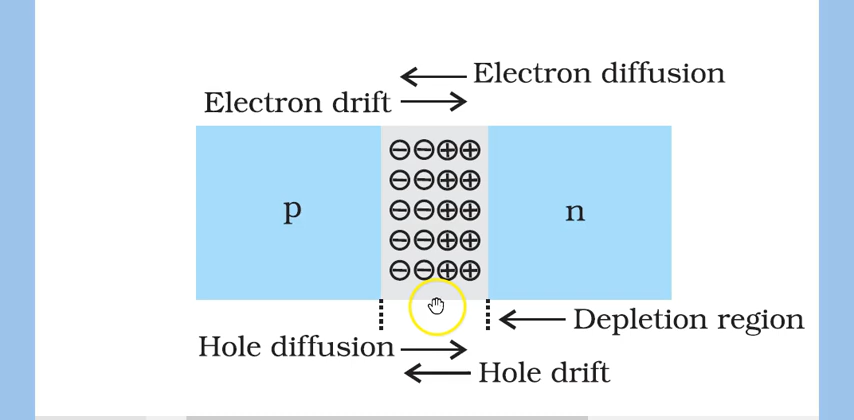 Electron diffusion
Electron drift
⊖⊖⊕⊕
⊖⊖⊕⊕
p ⊖⊖⊕⊕ n
⊖⊖⊕⊕
⊖⊖⊕⊕
Depletion region
Hole diffusion
Hole drift